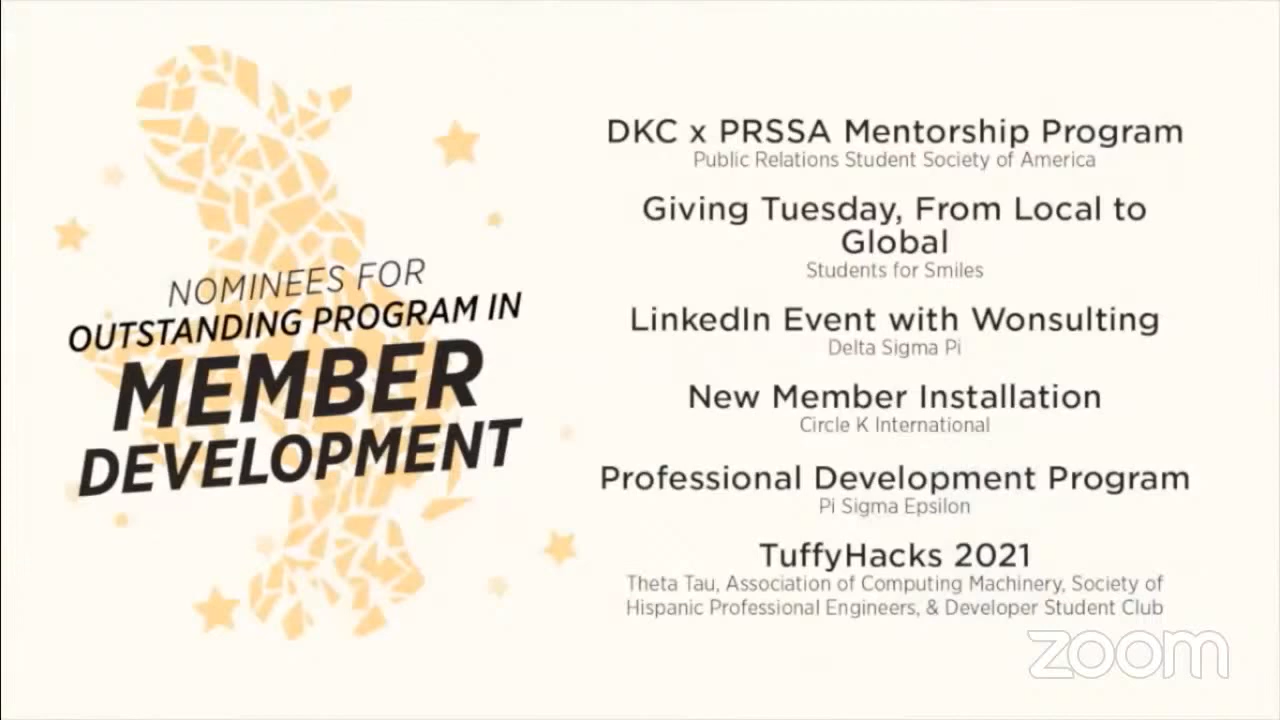 NOMINEES FOR
OUTSTANDING PROGRAM IN
MEMBER
DEVELOPMENT
DKC x PRSSA Mentorship Program
Public Relations Student Society of America
Giving Tuesday, From Local to
Global
Students for Smiles
LinkedIn Event with Wonsulting
Delta Sigma Pi
New Member Installation
Circle K International
Professional Development Program
Pi Sigma Epsilon
TuffyHacks 2021
Theta Tau, Association of Computing Machinery, Society of
Hispanic Professional Engineers, & Developer Student Club
zoom